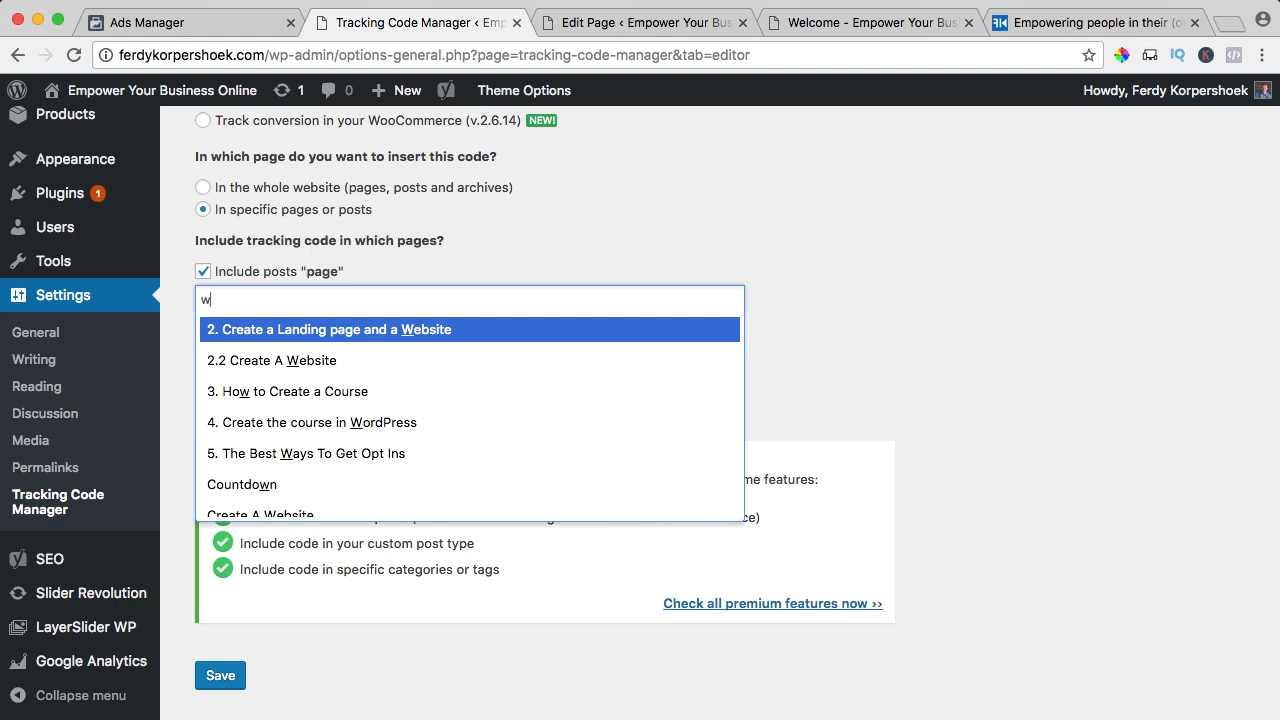 Ads Manager
Tracking Code Manager ‹ Emp
Edit Page ‹ Empower Your Bus
Welcome - Empower Your Busi
Empowering people in their (o
ferdykorpershoek.com/wp-admin/options-general.php?page=tracking-code-manager&tab=editor
Empower Your Business Online
1
0
New
Theme Options
Howdy, Ferdy Korpershoek
Products
Appearance
Plugins 1
Users
Tools
Settings
General
Writing
Reading
Discussion
Media
Permalinks
Tracking Code
Manager
SEO
Slider Revolution
LayerSlider WP
Google Analytics
Collapse menu
Track conversion in your WooCommerce (v.2.6.14) NEW!
In which page do you want to insert this code?
In the whole website (pages, posts and archives)
In specific pages or posts
Include tracking code in which pages?
Include posts "page"
w
2. Create a Landing page and a Website
2.2 Create A Website
3. How to Create a Course
4. Create the course in WordPress
5. The Best Ways To Get Opt Ins
Countdown
Create A Website
me features:
ce)
Include code in your custom post type
Include code in specific categories or tags
Check all premium features now >>
Save